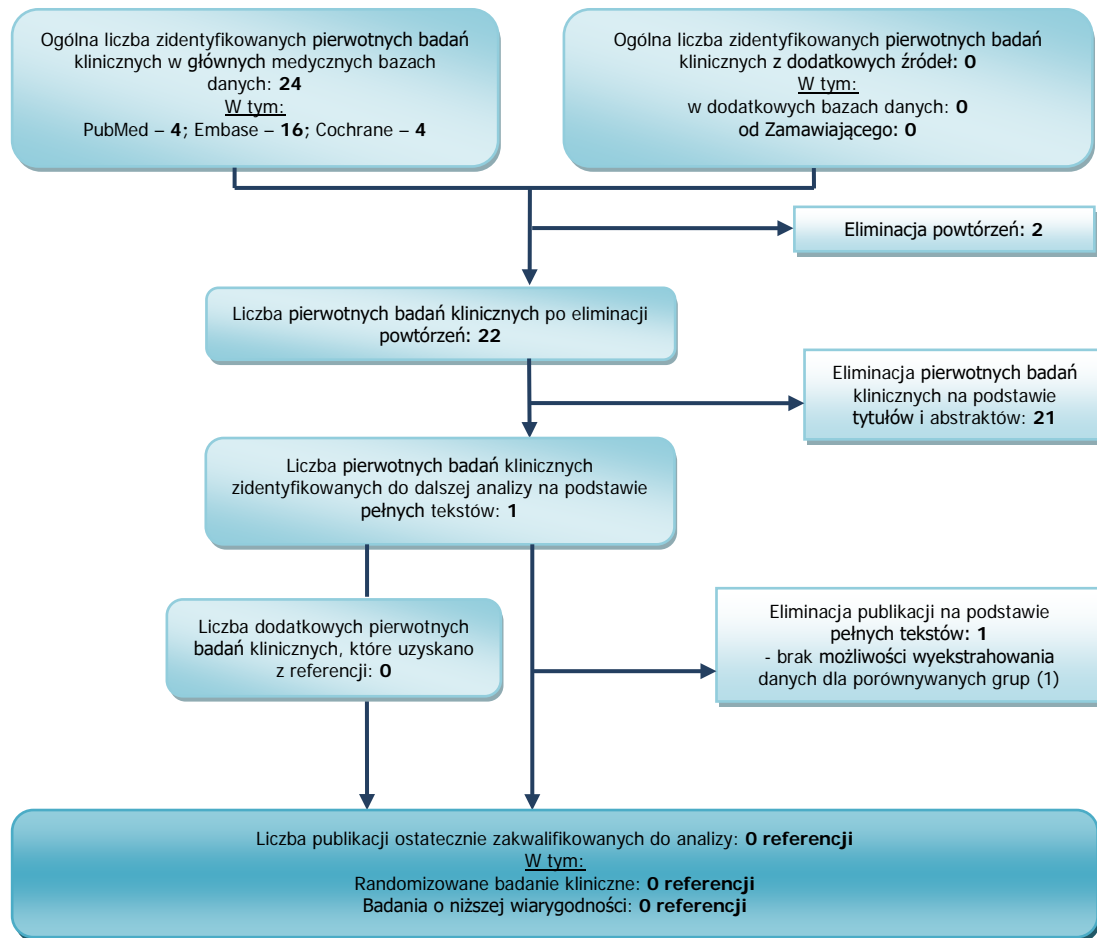 Ogólna liczba zidentyfikowanych pierwotnych badań
klinicznych w głównych medycznych bazach
danych: 24
W tym:
PubMed – 4; Embase – 16; Cochrane – 4
Ogólna liczba zidentyfikowanych pierwotnych badań
klinicznych z dodatkowych źródeł: 0
W tym:
w dodatkowych bazach danych: 0
od Zamawiającego: 0
Eliminacja powtórzeń: 2
Liczba pierwotnych badań klinicznych po eliminacji
powtórzeń: 22
Eliminacja pierwotnych badań
klinicznych na podstawie
tytułów i abstraktów: 21
Liczba pierwotnych badań klinicznych
zidentyfikowanych do dalszej analizy na podstawie
pełnych tekstów: 1
Liczba dodatkowych pierwotnych
badań klinicznych, które uzyskano
z referencji: 0
Eliminacja publikacji na podstawie
pełnych tekstów: 1
- brak możliwości wyekstrahowania
danych dla porównywanych grup (1)
Liczba publikacji ostatecznie zakwalifikowanych do analizy: 0 referencji
W tym:
Randomizowane badanie kliniczne: 0 referencji
Badania o niższej wiarygodności: 0 referencji